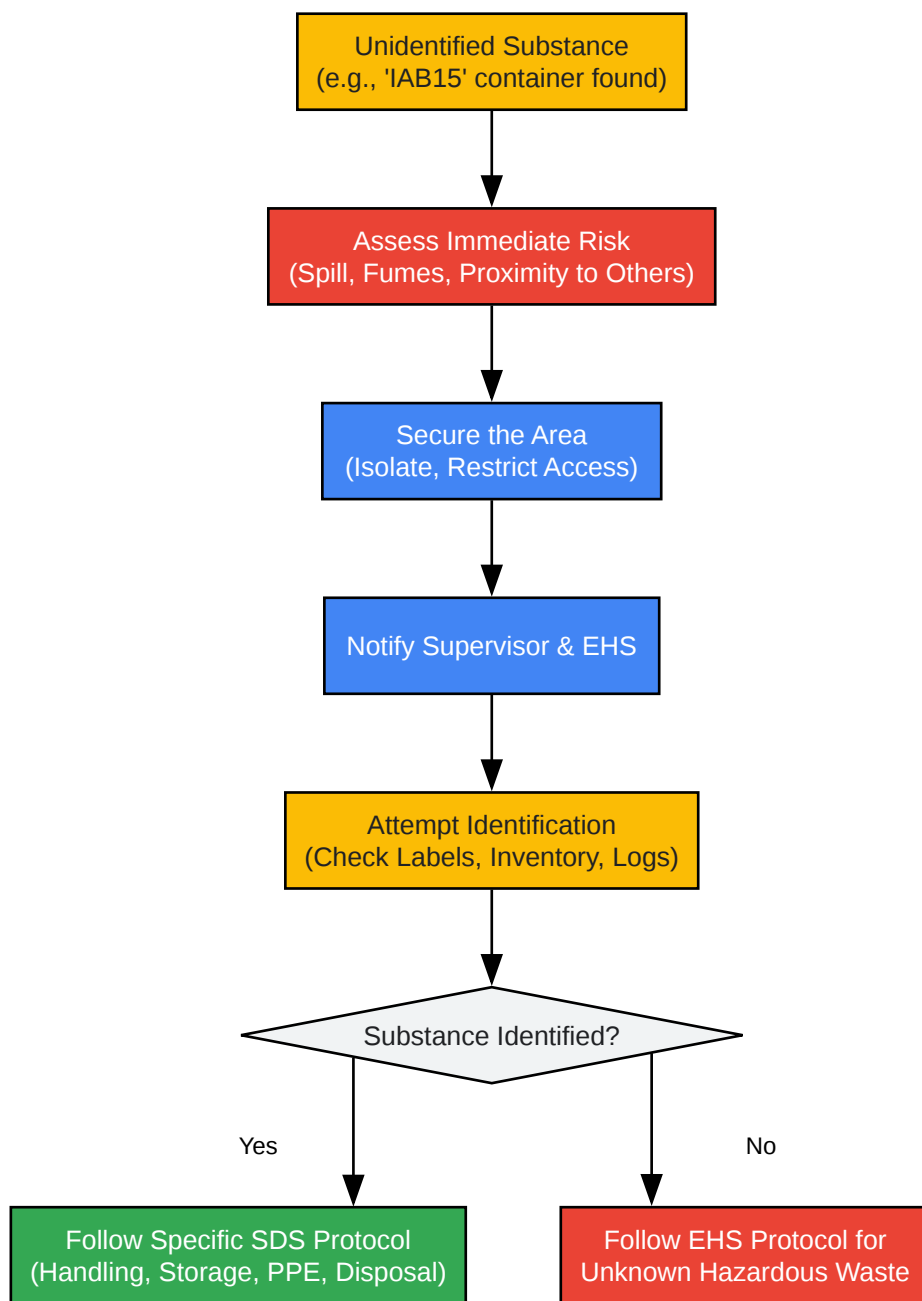 Unidentified Substance
(e.g., 'IAB15' container found)
Assess Immediate Risk
(Spill, Fumes, Proximity to Others)
Secure the Area
(Isolate, Restrict Access)
Notify Supervisor & EHS
Attempt Identification
(Check Labels, Inventory, Logs)
Substance Identified?
Yes
No
Follow Specific SDS Protocol
(Handling, Storage, PPE, Disposal)
Follow EHS Protocol for
Unknown Hazardous Waste